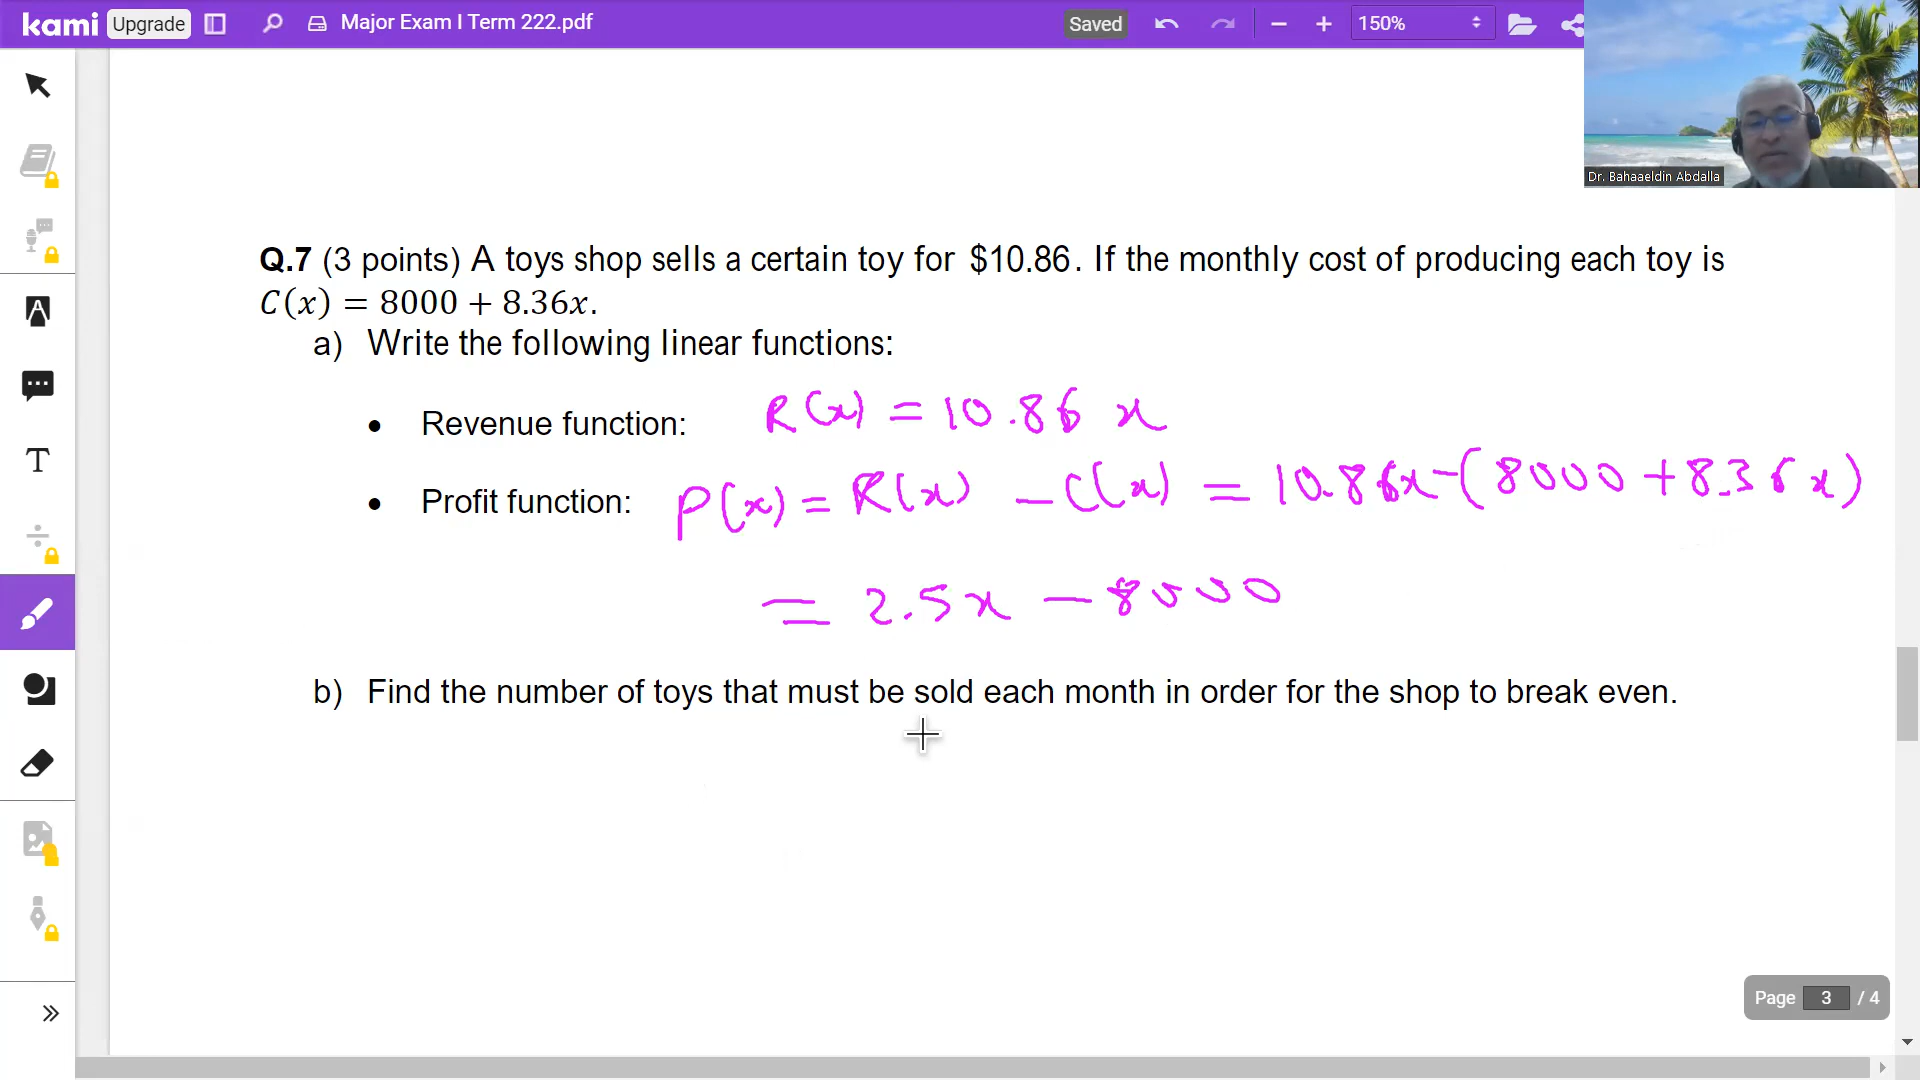 kami Upgrade Major Exam I Term 222.pdf Saved 150%
Dr. Bahaaeldin Abdalla
Q.7 (3 points) A toys shop sells a certain toy for $10.86. If the monthly cost of producing each toy is
C(x) = 8000 + 8.36x.
a) Write the following linear functions:
• Revenue function: R(x) = 10.86 x
• Profit function: P(x) = R(x) - C(x) = 10.86x - (8000 + 8.36x)
= 2.5x - 8000
b) Find the number of toys that must be sold each month in order for the shop to break even.
Page 3 / 4